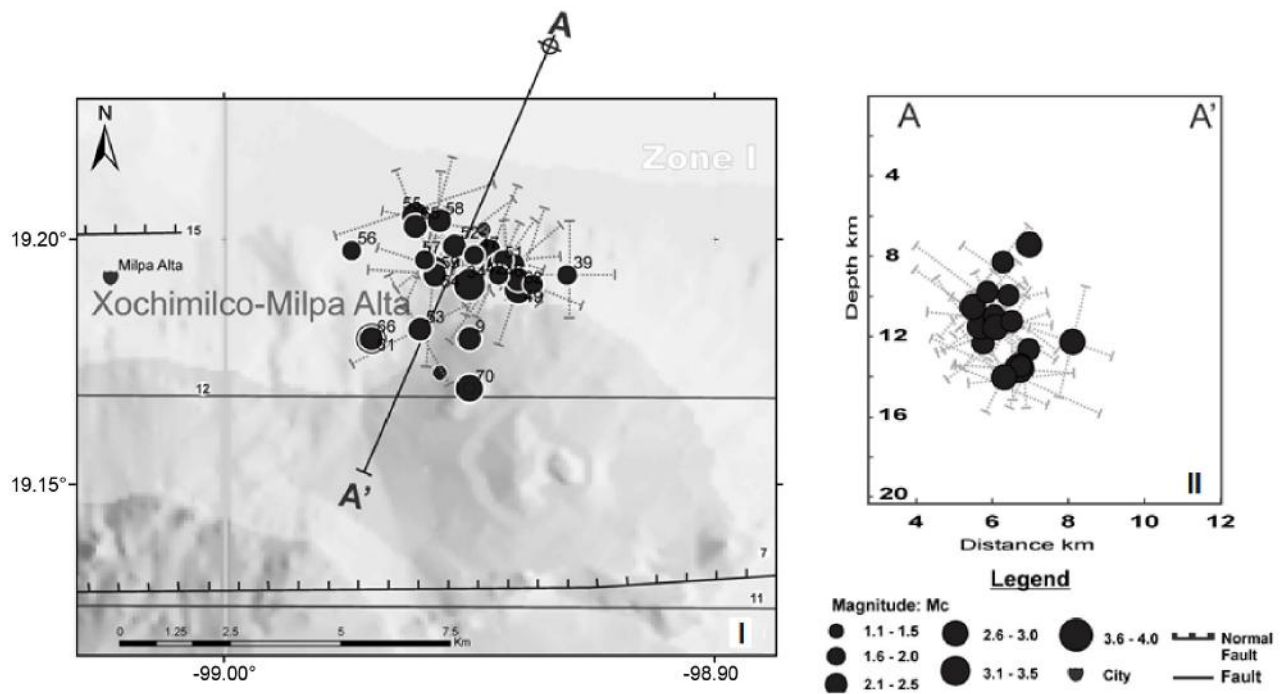 A
N
Zone I
55
58
56
52
57
51
39
15
19.20°
Milpa Alta
Xochimilco-Milpa Alta
49
53
9
66
31
70
12
19.15°
A'
7
11
0 1.25 2.5 5 7.5
Km
I
-99.00°
-98.90°
A A'
4
8
12
16
20
Depth km
II
4 6 8 10 12
Distance km
Legend
Magnitude: Mc
1.1 - 1.5
1.6 - 2.0
2.1 - 2.5
2.6 - 3.0
3.1 - 3.5
3.6 - 4.0
City
Normal
Fault
Fault